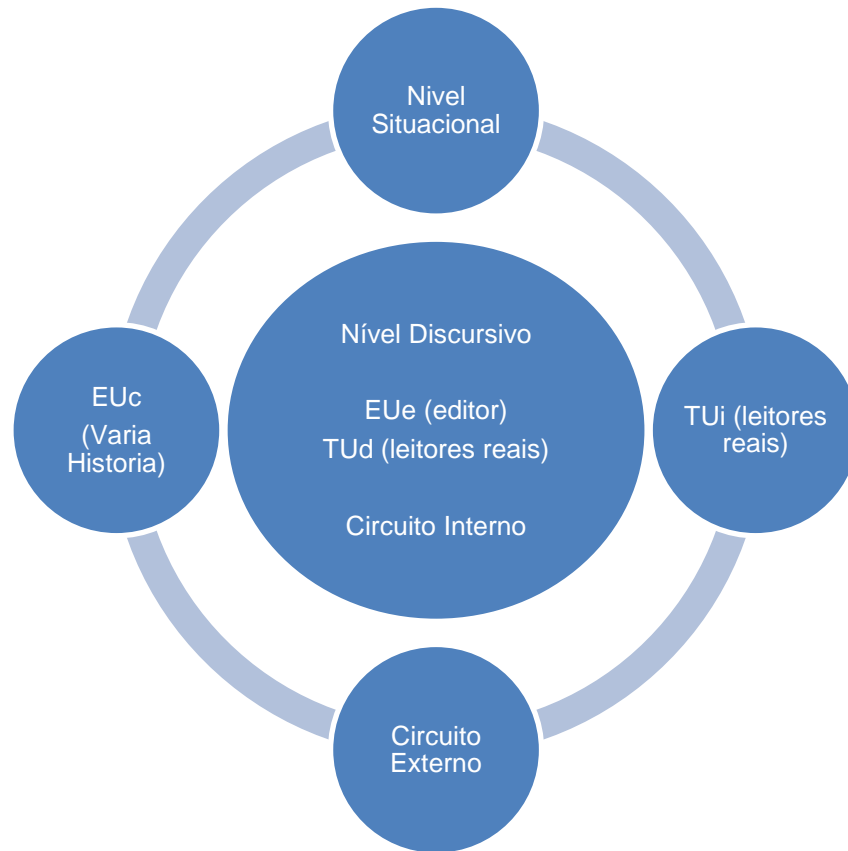 Nivel
Situacional
Nível Discursivo
EUe (editor)
TUd (leitores reais)
Circuito Interno
EUc
(Varia
Historia)
TUi (leitores
reais)
Circuito
Externo